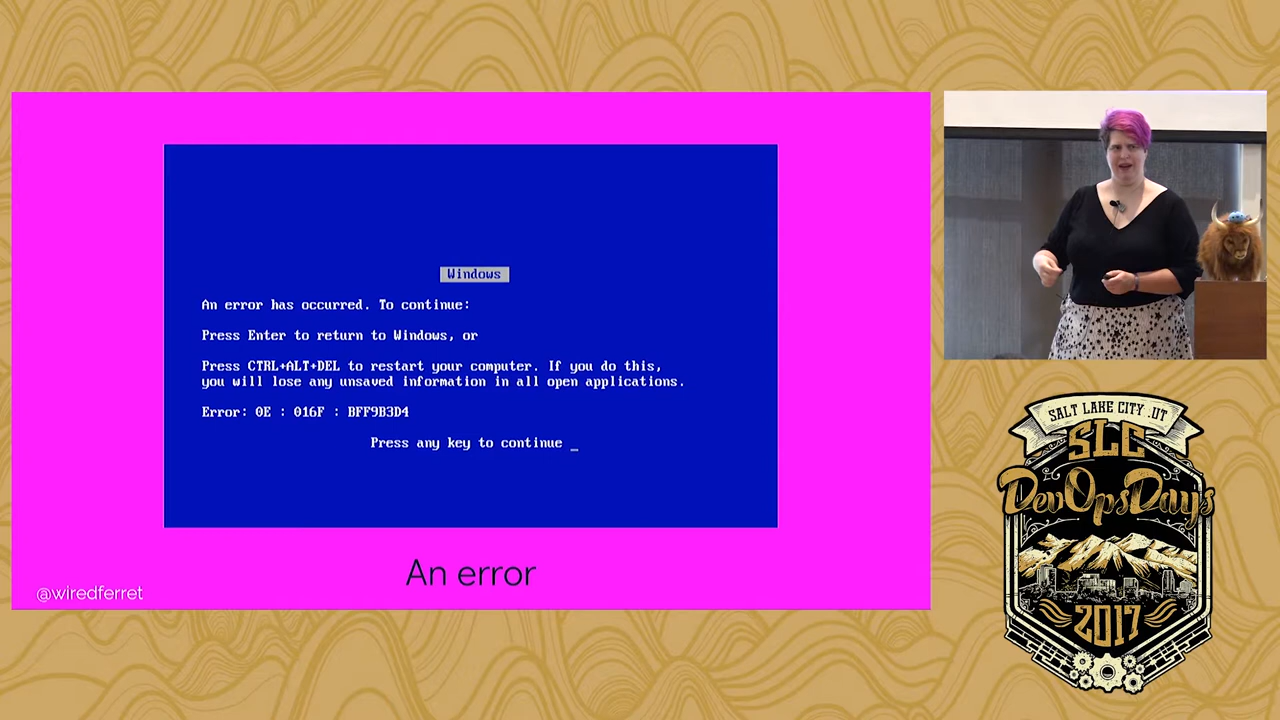 Windows
An error has occurred. To continue:
Press Enter to return to Windows, or
Press CTRL+ALT+DEL to restart your computer. If you do this,
you will lose any unsaved information in all open applications.
Error: 0E : 016F : BFF9B3D4
Press any key to continue _
An error
@wiredferret
SALT LAKE CITY .UT
SLC
DevOpsDays
2017